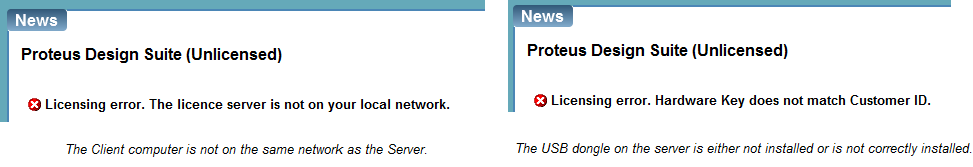 News
Proteus Design Suite (Unlicensed)
Licensing error. The licence server is not on your local network.
The Client computer is not on the same network as the Server.
News
Proteus Design Suite (Unlicensed)
Licensing error. Hardware Key does not match Customer ID.
The USB dongle on the server is either not installed or is not correctly installed.